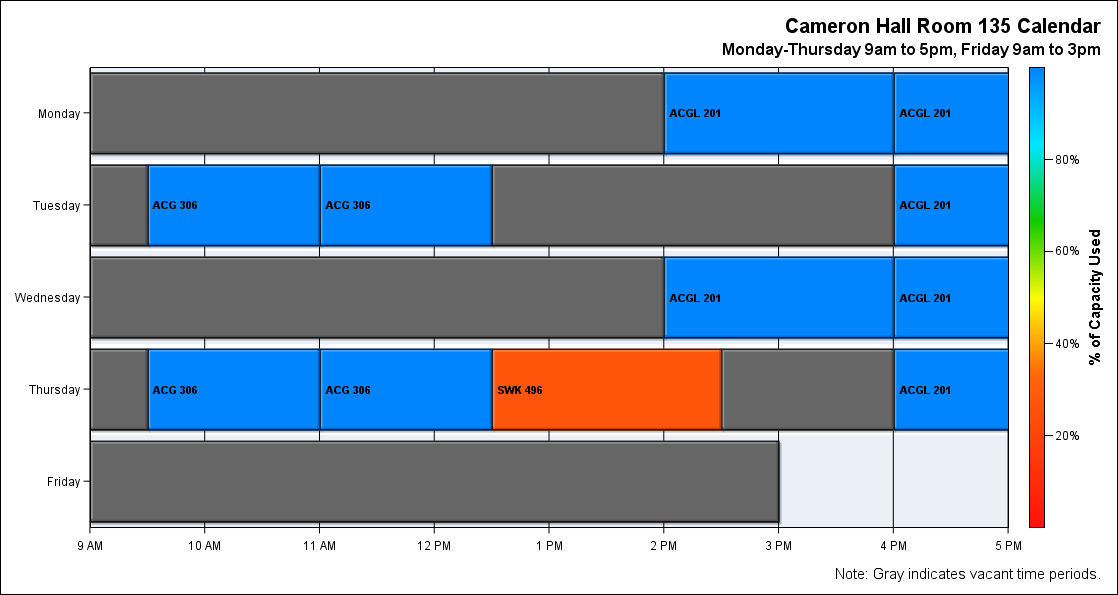 Cameron Hall Room 135 Calendar
Monday-Thursday 9am to 5pm, Friday 9am to 3pm
Monday
ACGL 201
ACGL 201
Tuesday
ACG 306
ACG 306
ACGL 201
Wednesday
ACGL 201
ACGL 201
Thursday
ACG 306
ACG 306
SWK 496
ACGL 201
Friday
9 AM
10 AM
11 AM
12 PM
1 PM
2 PM
3 PM
4 PM
5 PM
80%
60%
40%
20%
% of Capacity Used
Note: Gray indicates vacant time periods.